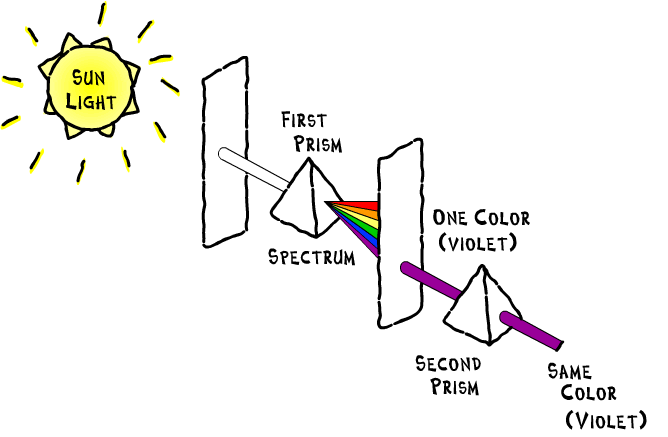 SUN
LIGHT
FIRST
PRISM
SPECTRUM
ONE COLOR
(VIOLET)
SECOND
PRISM
SAME
COLOR
(VIOLET)